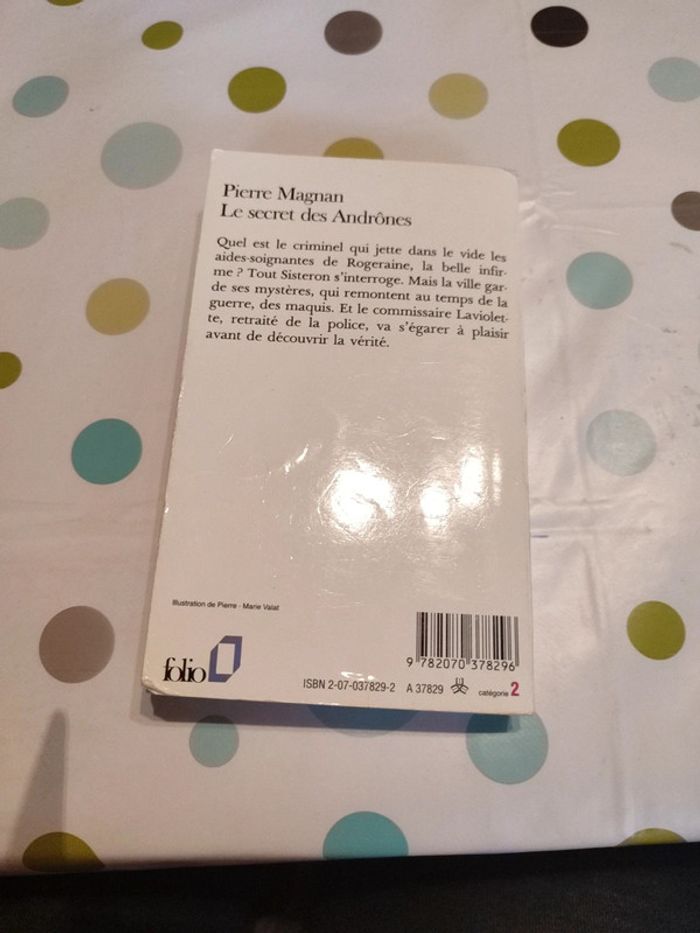 Pierre Magnan
Le secret des Andrônes
Quel est le criminel qui jette dans le vide les
aides-soignantes de Rogeraine, la belle infir-
me ? Tout Sisteron s'interroge. Mais la ville gar-
de ses mystères, qui remontent au temps de la
guerre, des maquis. Et le commissaire Laviolet-
te, retraité de la police, va s'égarer à plaisir
avant de découvrir la vérité.
Illustration de Pierre - Marie Valat
folio
9 782070 378296
ISBN 2-07-037829-2 A 37829 catégorie 2